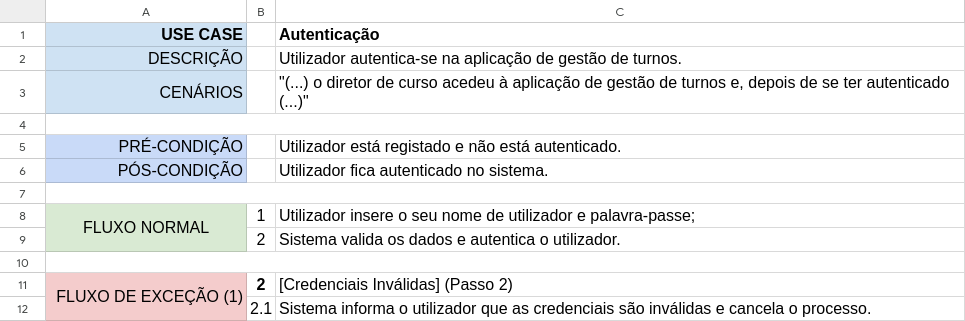 A B C
1 USE CASE Autenticação
2 DESCRIÇÃO Utilizador autentica-se na aplicação de gestão de turnos.
3 CENÁRIOS "(...) o diretor de curso acedeu à aplicação de gestão de turnos e, depois de se ter autenticado
(...)"
4
5 PRÉ-CONDIÇÃO Utilizador está registado e não está autenticado.
6 PÓS-CONDIÇÃO Utilizador fica autenticado no sistema.
7
8 FLUXO NORMAL 1 Utilizador insere o seu nome de utilizador e palavra-passe;
9 2 Sistema valida os dados e autentica o utilizador.
10
11 FLUXO DE EXCEÇÃO (1) 2 [Credenciais Inválidas] (Passo 2)
12 2.1 Sistema informa o utilizador que as credenciais são inválidas e cancela o processo.